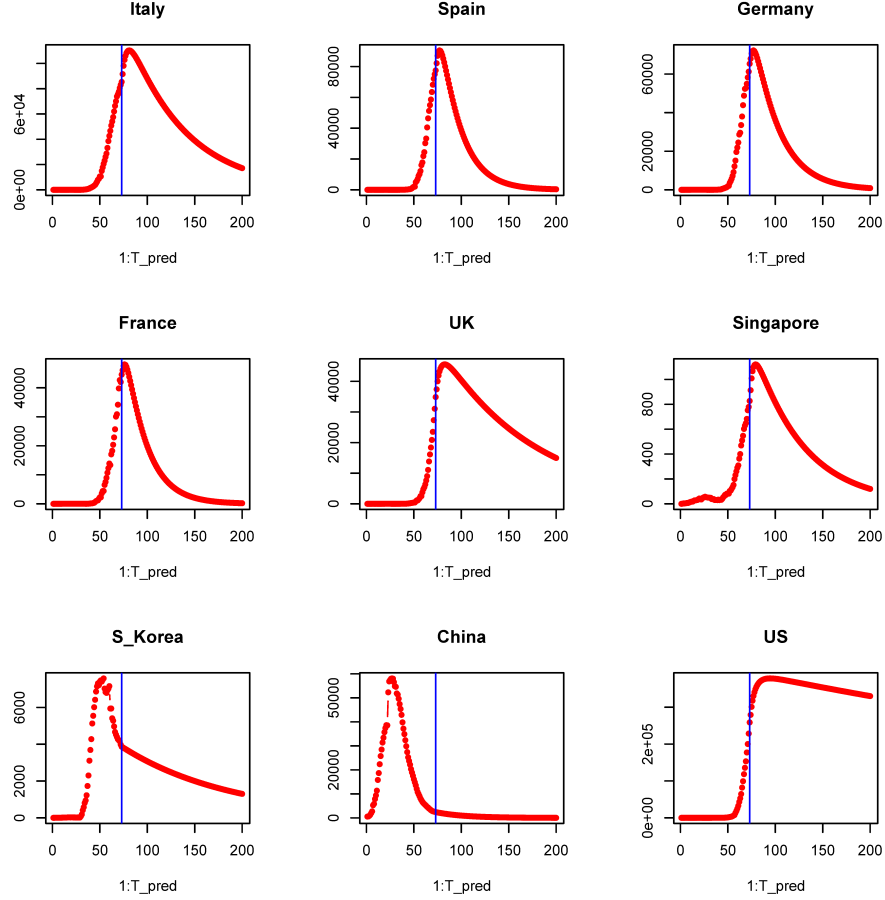 Italy Spain Germany
0e+00 6e+04
0 40000 80000
0 20000 60000
0 50 100 150 200
0 50 100 150 200
0 50 100 150 200
1:T_pred 1:T_pred 1:T_pred
France UK Singapore
0 20000 40000
0 20000 40000
0 400 800
0 50 100 150 200
0 50 100 150 200
0 50 100 150 200
1:T_pred 1:T_pred 1:T_pred
S_Korea China US
0 2000 6000
0 20000 50000
0e+00 2e+05
0 50 100 150 200
0 50 100 150 200
0 50 100 150 200
1:T_pred 1:T_pred 1:T_pred